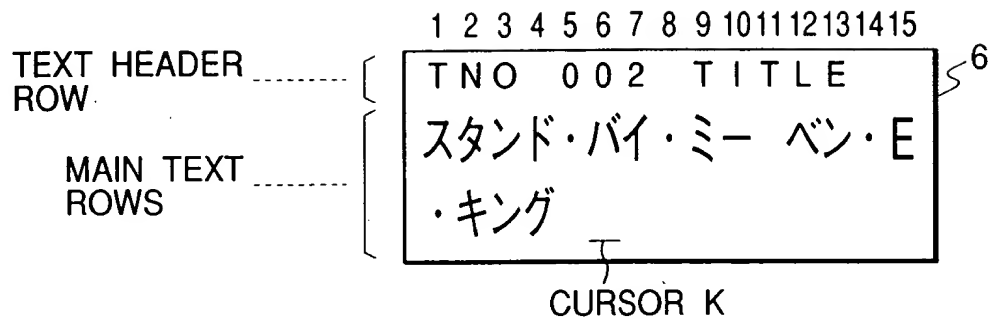 1 2 3 4 5 6 7 8 9 10 11 12 13 14 15
TEXT HEADER ROW
TNO 002 TITLE
6
MAIN TEXT ROWS
スタンド・バイ・ミー ベン・E
・キング
CURSOR K